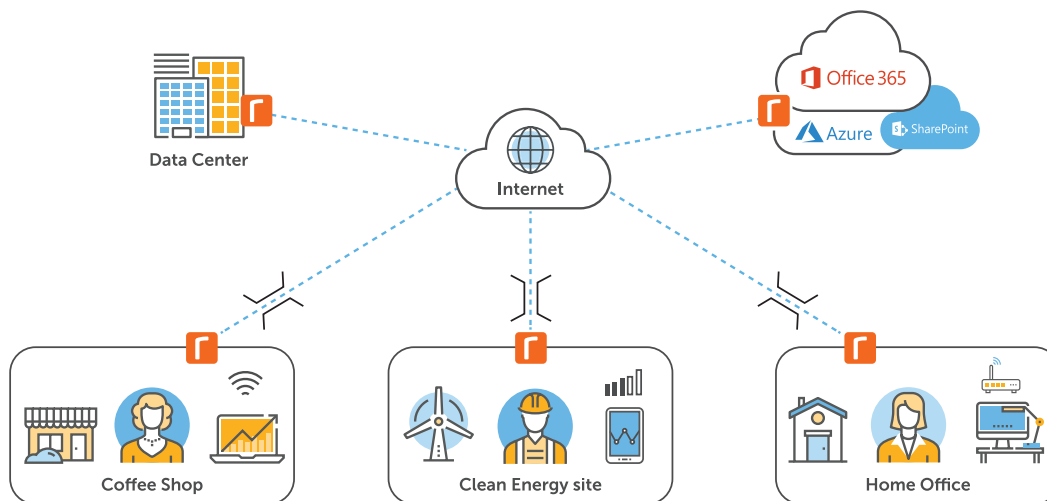 Office 365
Azure
SharePoint
Data Center
Internet
Coffee Shop
Clean Energy site
Home Office